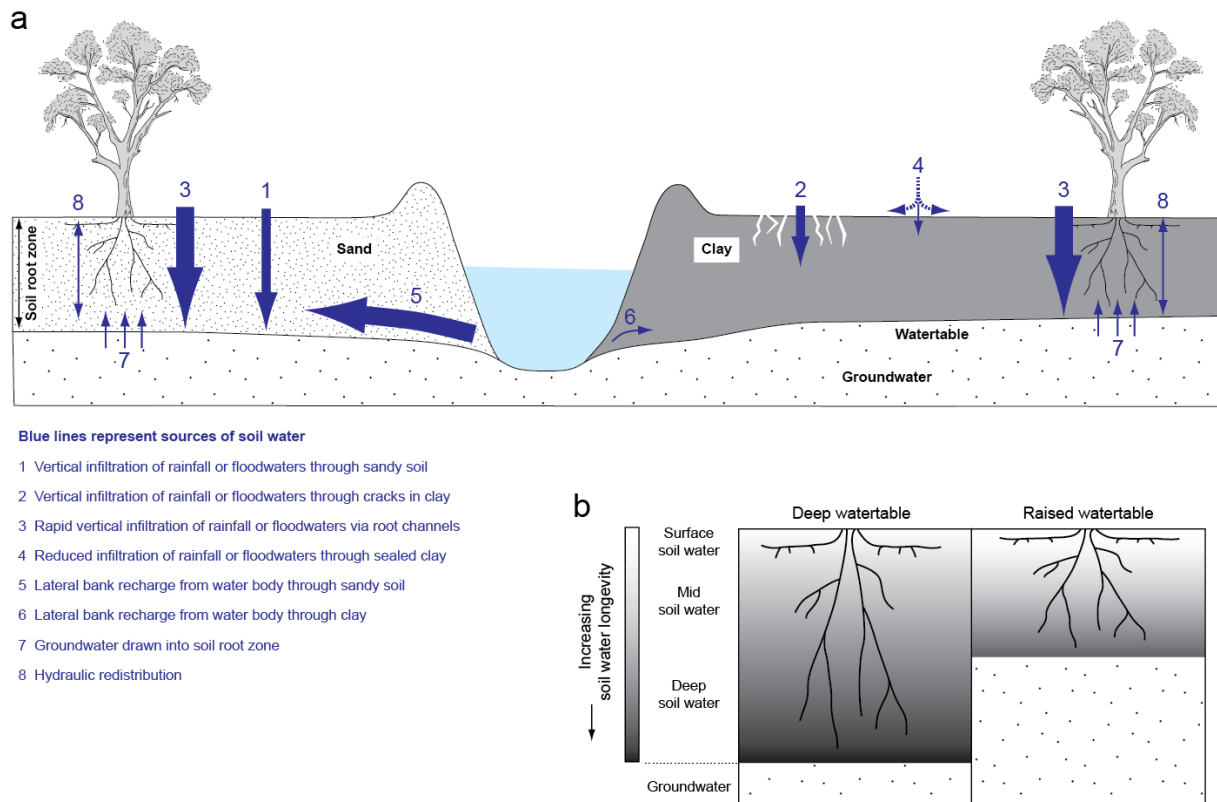 a
8
3
1
2
4
3
8
Soil root zone
Sand
Clay
5
6
7
7
Watertable
Groundwater
Blue lines represent sources of soil water
1 Vertical infiltration of rainfall or floodwaters through sandy soil
2 Vertical infiltration of rainfall or floodwaters through cracks in clay
3 Rapid vertical infiltration of rainfall or floodwaters via root channels
4 Reduced infiltration of rainfall or floodwaters through sealed clay
5 Lateral bank recharge from water body through sandy soil
6 Lateral bank recharge from water body through clay
7 Groundwater drawn into soil root zone
8 Hydraulic redistribution
b
Deep watertable
Raised watertable
Increasing
soil water longevity
Surface
soil water
Mid
soil water
Deep
soil water
Groundwater